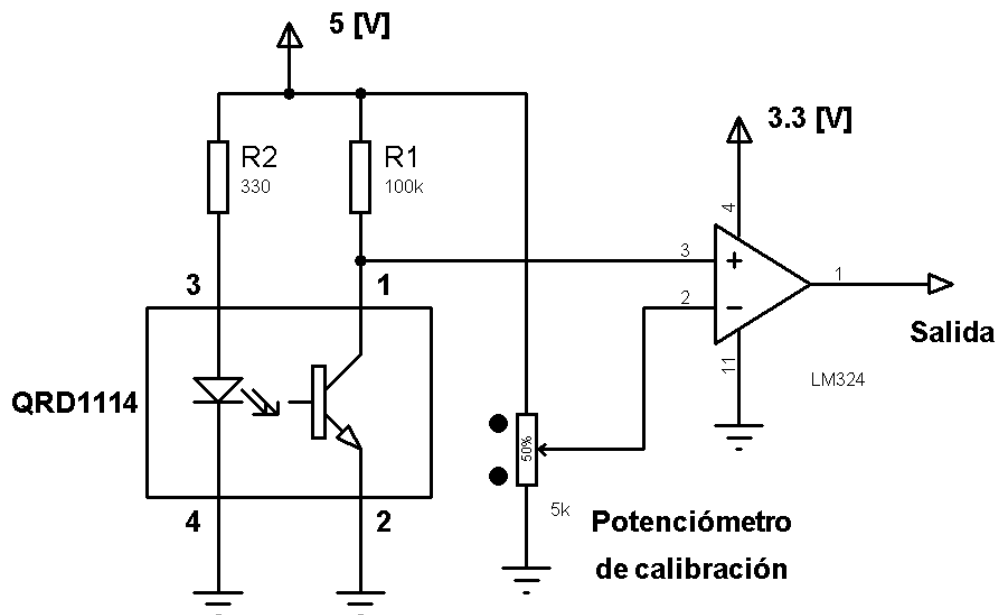 5 [V]
3.3 [V]
R2
330
R1
100k
4
3
1
3
+
1
2
-
Salida
11
LM324
QRD1114
50%
5k
4
2
Potenciómetro
de calibración